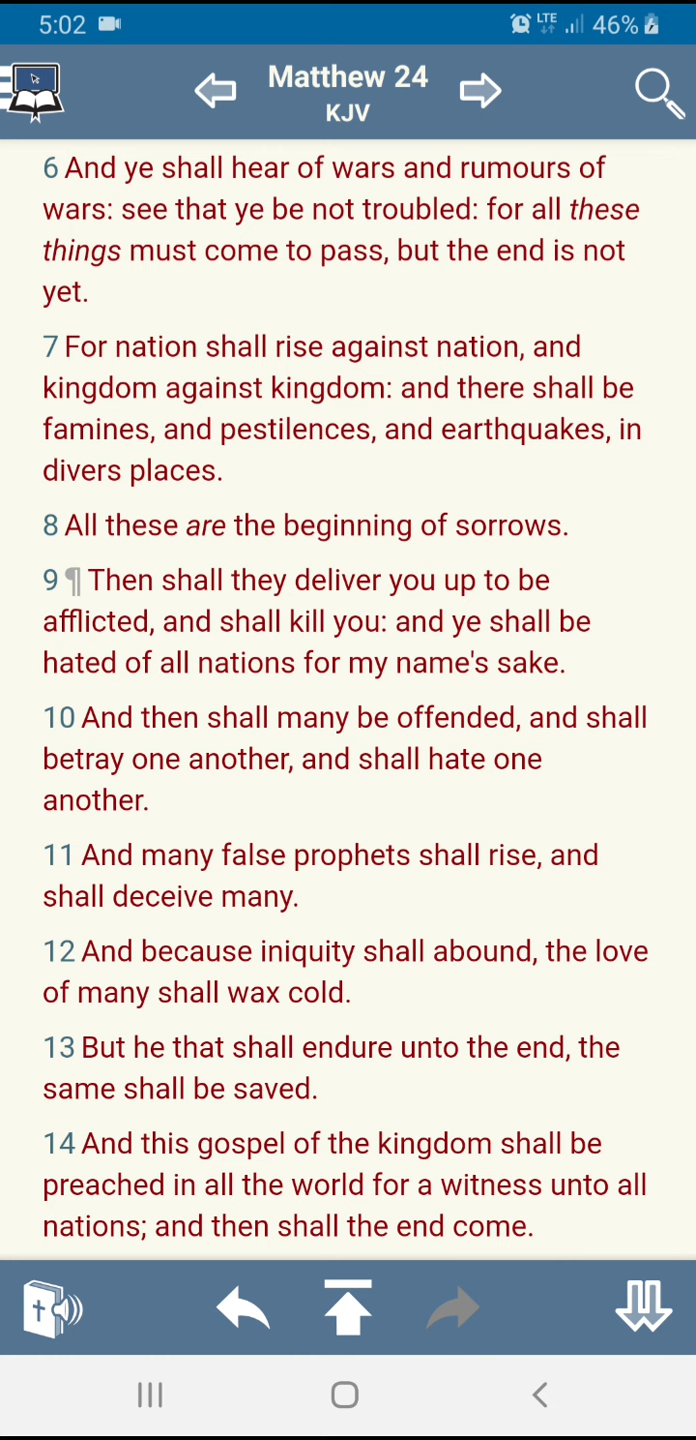 5:02 LTE 46%
Matthew 24
KJV
6 And ye shall hear of wars and rumours of
wars: see that ye be not troubled: for all these
things must come to pass, but the end is not
yet.
7 For nation shall rise against nation, and
kingdom against kingdom: and there shall be
famines, and pestilences, and earthquakes, in
divers places.
8 All these are the beginning of sorrows.
9 ¶ Then shall they deliver you up to be
afflicted, and shall kill you: and ye shall be
hated of all nations for my name's sake.
10 And then shall many be offended, and shall
betray one another, and shall hate one
another.
11 And many false prophets shall rise, and
shall deceive many.
12 And because iniquity shall abound, the love
of many shall wax cold.
13 But he that shall endure unto the end, the
same shall be saved.
14 And this gospel of the kingdom shall be
preached in all the world for a witness unto all
nations; and then shall the end come.